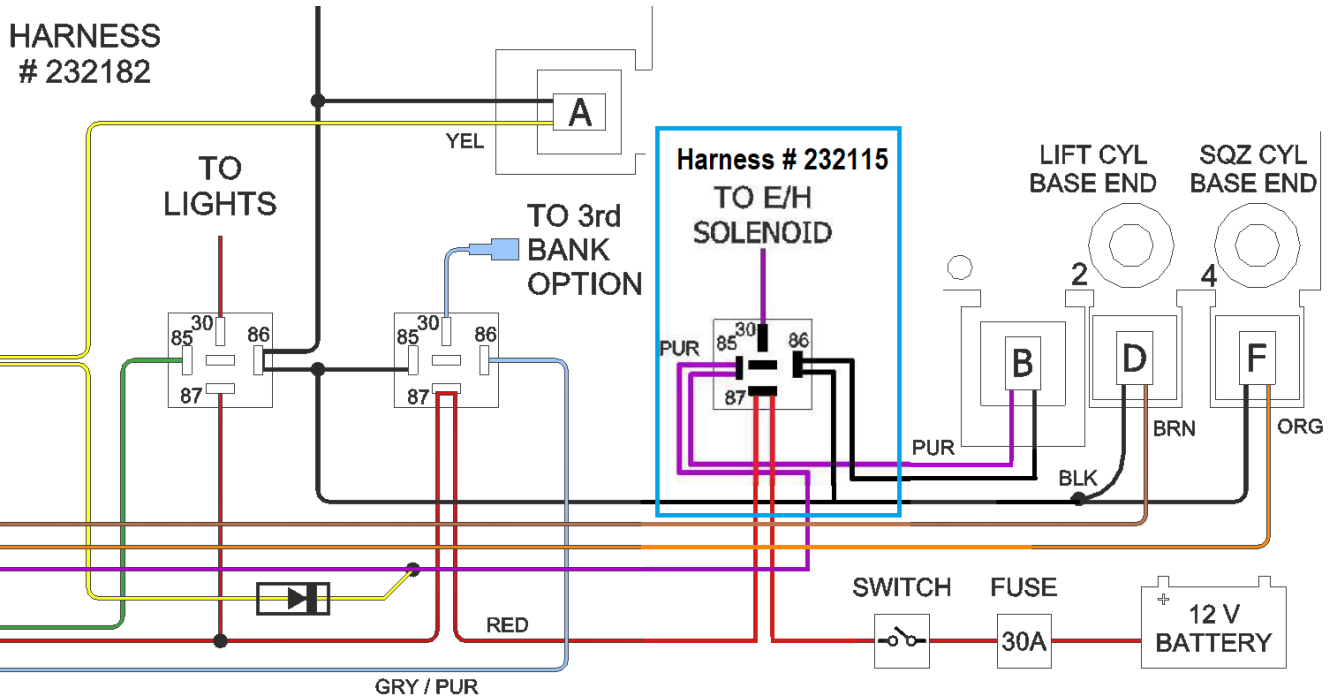 HARNESS
# 232182
A
YEL
Harness # 232115
TO
LIGHTS
TO E/H
SOLENOID
LIFT CYL
BASE END
SQZ CYL
BASE END
TO 3rd
BANK
OPTION
2
4
30
85
86
87
30
85
86
87
PUR
30
85
86
87
B
D
F
PUR
BRN
ORG
BLK
SWITCH
FUSE
30A
+
12 V
BATTERY
RED
GRY / PUR